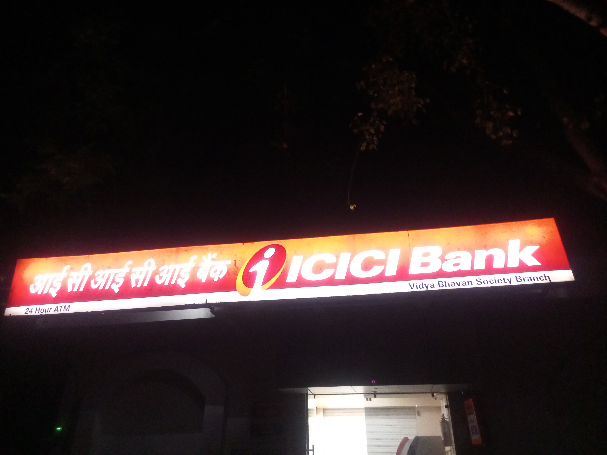 आई सी आई सी आई बैंक
i ICICI Bank
24 Hour ATM
Vidya Bhavan Society Branch